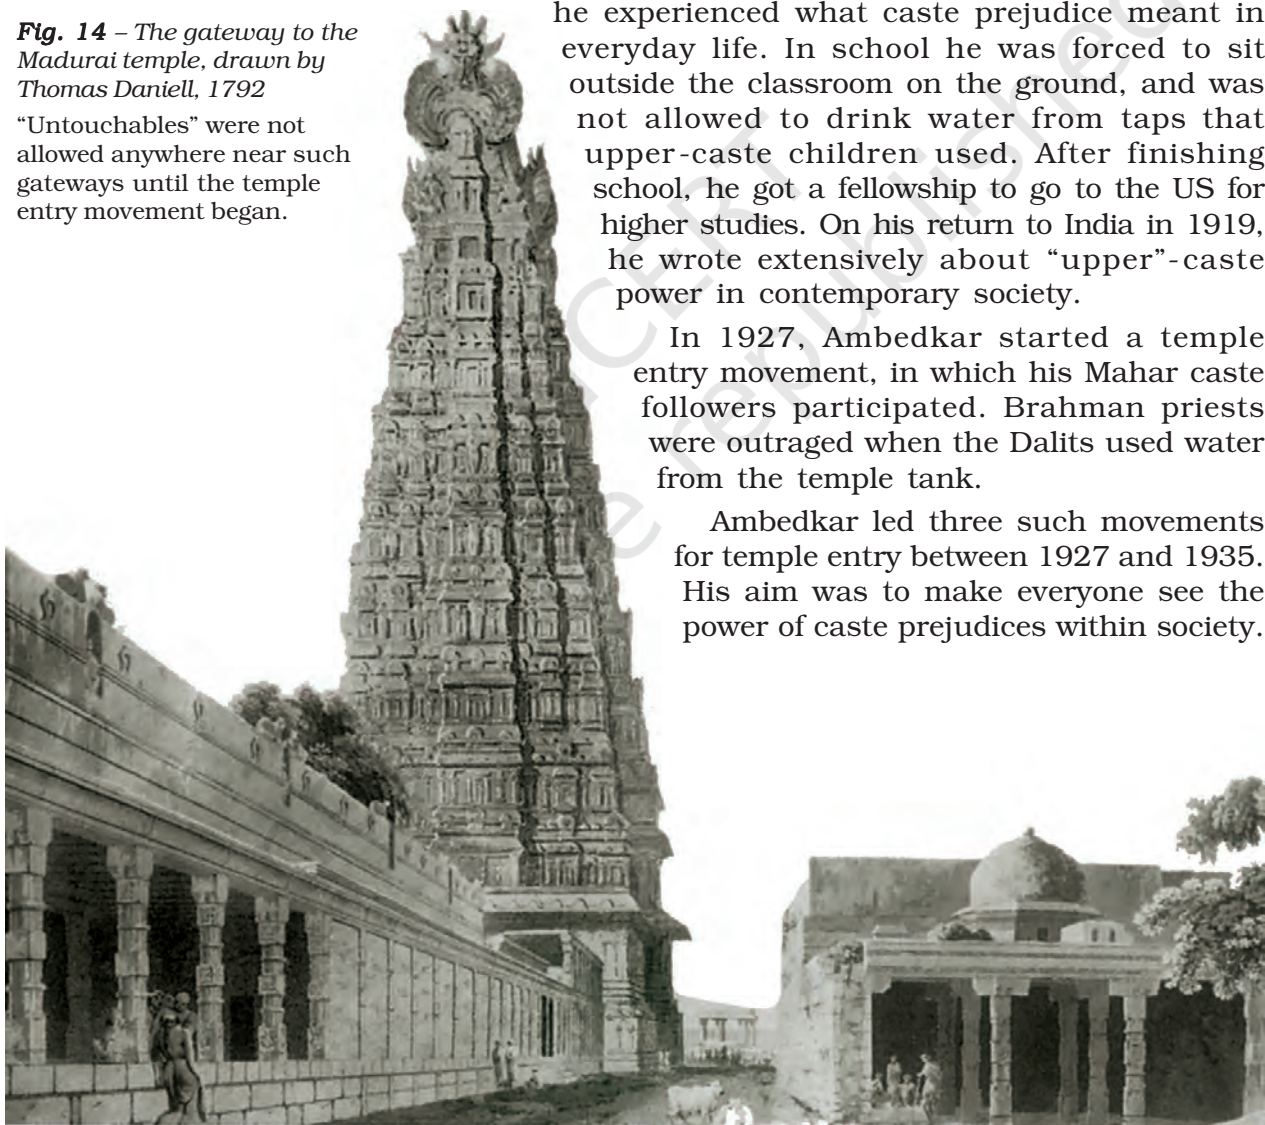 Fig. 14 – The gateway to the
Madurai temple, drawn by
Thomas Daniell, 1792
“Untouchables” were not
allowed anywhere near such
gateways until the temple
entry movement began.
he experienced what caste prejudice meant in
everyday life. In school he was forced to sit
outside the classroom on the ground, and was
not allowed to drink water from taps that
upper-caste children used. After finishing
school, he got a fellowship to go to the US for
higher studies. On his return to India in 1919,
he wrote extensively about “upper”-caste
power in contemporary society.
In 1927, Ambedkar started a temple
entry movement, in which his Mahar caste
followers participated. Brahman priests
were outraged when the Dalits used water
from the temple tank.
Ambedkar led three such movements
for temple entry between 1927 and 1935.
His aim was to make everyone see the
power of caste prejudices within society.
NCERT
republished